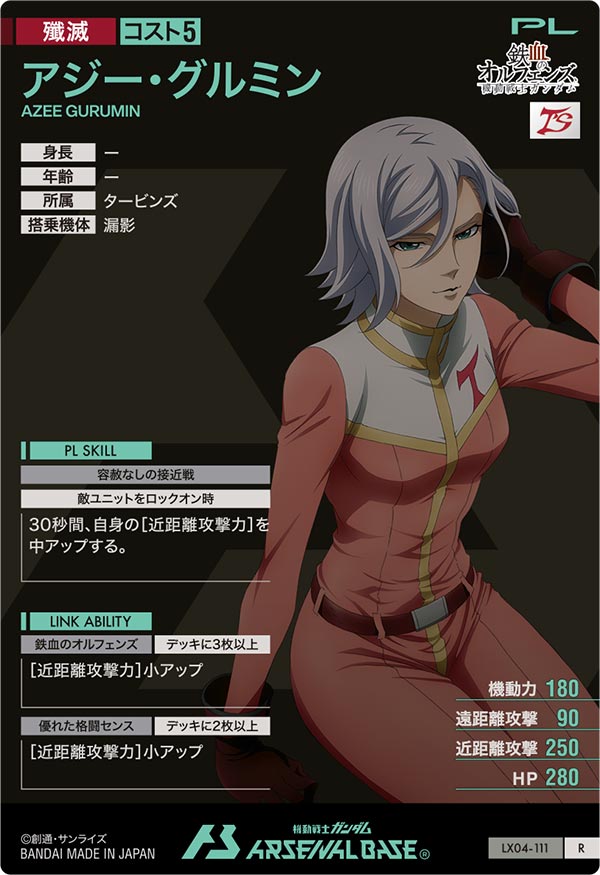 殲滅 コスト5 PL
アジー・グルミン
AZEE GURUMIN
鉄血の
オルフェンズ
機動戦士ガンダム
T'S
身長 ー
年齢 ー
所属 タービンズ
搭乗機体 漏影
PL SKILL
容赦なしの接近戦
敵ユニットをロックオン時
30秒間、自身の[近距離攻撃力]を
中アップする。
LINK ABILITY
鉄血のオルフェンズ デッキに3枚以上
[近距離攻撃力]小アップ
優れた格闘センス デッキに2枚以上
[近距離攻撃力]小アップ
機動力 180
遠距離攻撃 90
近距離攻撃 250
HP 280
©創通・サンライズ
BANDAI MADE IN JAPAN
機動戦士ガンダム
AB ARSENAL BASE®
LX04-111 R